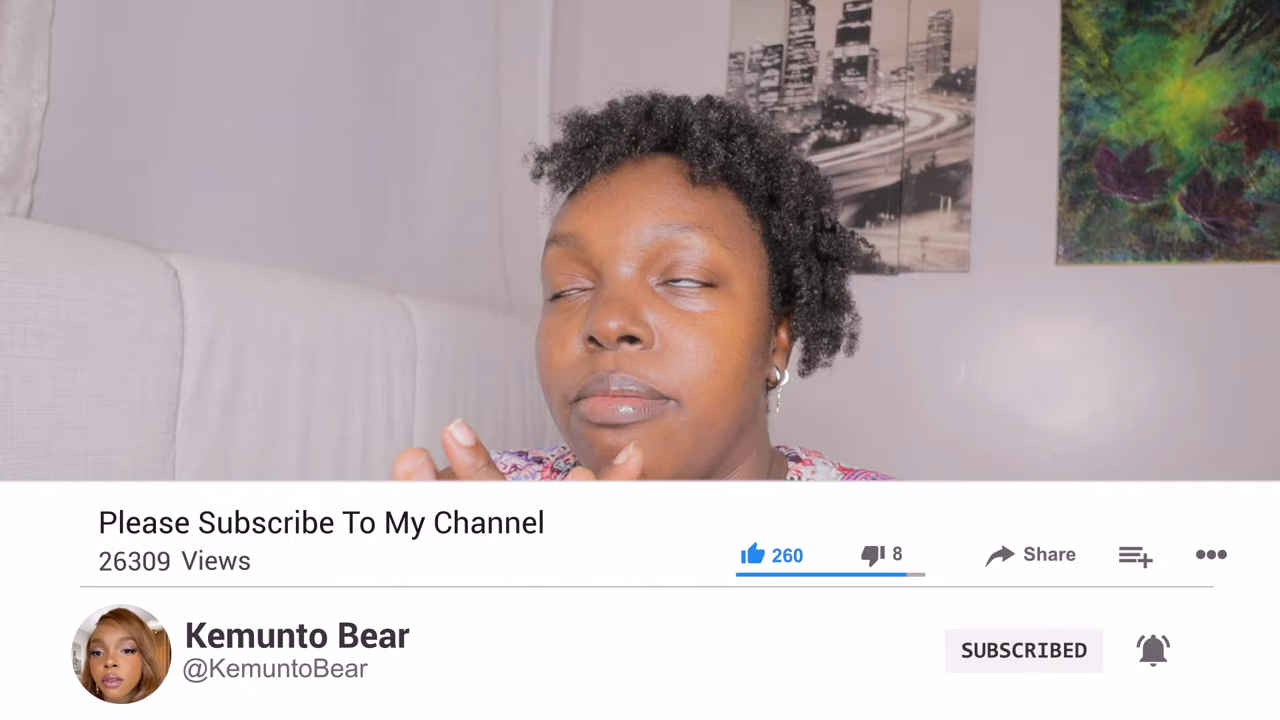 Please Subscribe To My Channel
26309 Views
260
8
Share
Kemunto Bear
@KemuntoBear
SUBSCRIBED